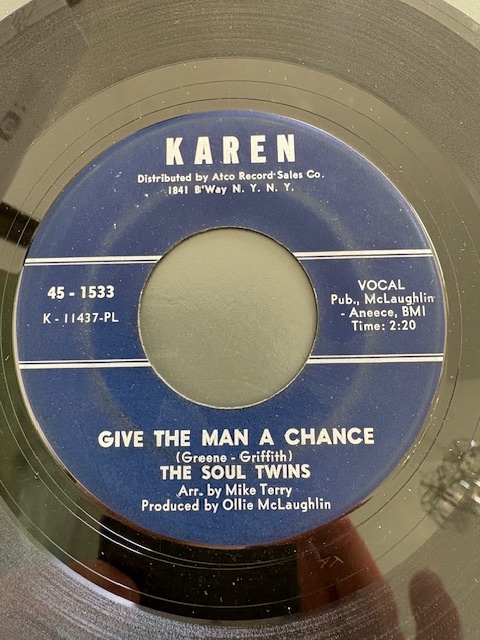 KAREN
Distributed by Atco Record Sales Co.
1841 B'Way N. Y. N. Y.
45 - 1533
K - 11437-PL
VOCAL
Pub., McLaughlin
- Aneece, BMI
Time: 2:20
GIVE THE MAN A CHANCE
(Greene - Griffith)
THE SOUL TWINS
Arr. by Mike Terry
Produced by Ollie McLaughlin